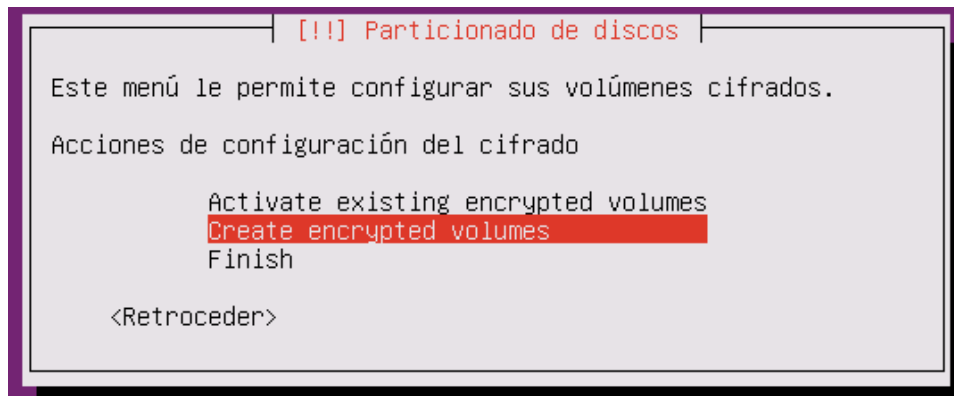 [!!] Particionado de discos
Este menú le permite configurar sus volúmenes cifrados.
Acciones de configuración del cifrado
Activate existing encrypted volumes
Create encrypted volumes
Finish
<Retroceder>